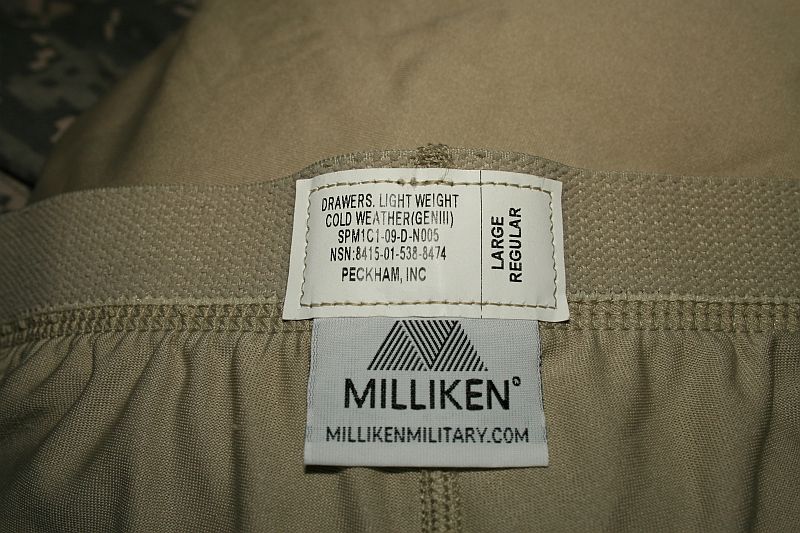 DRAWERS. LIGHT WEIGHT
COLD WEATHER(GENIII)
SPM1C1-09-D-N005
NSN:8415-01-538-8474
PECKHAM, INC
LARGE
REGULAR
MILLIKEN®
MILLIKENMILITARY.COM